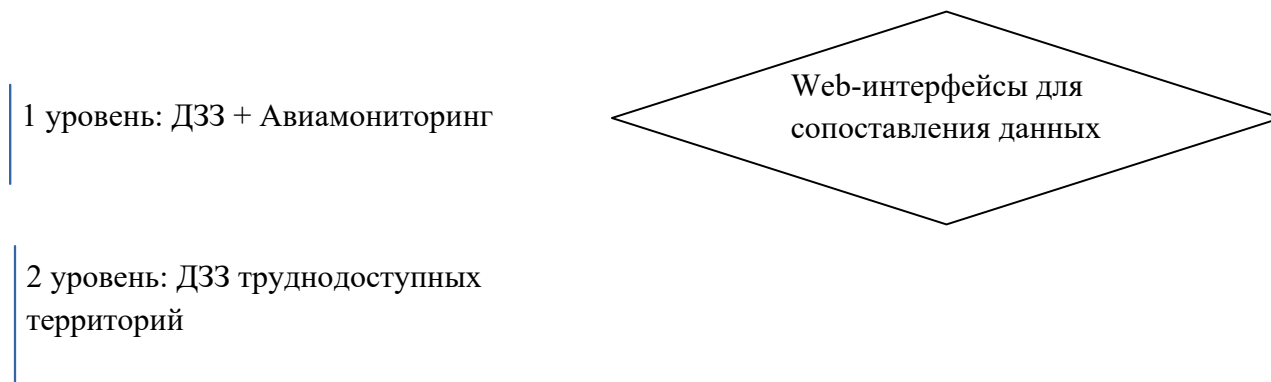 1 уровень: ДЗЗ + Авиамониторинг
Web-интерфейсы для
сопоставления данных
2 уровень: ДЗЗ труднодоступных
территорий